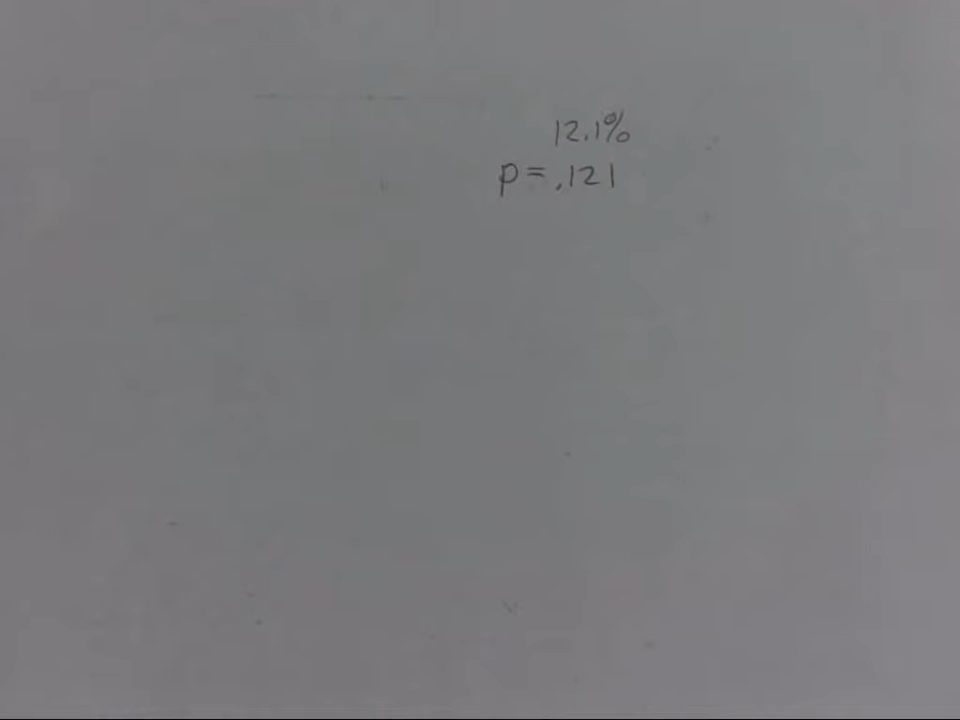 12.1%
p = .121